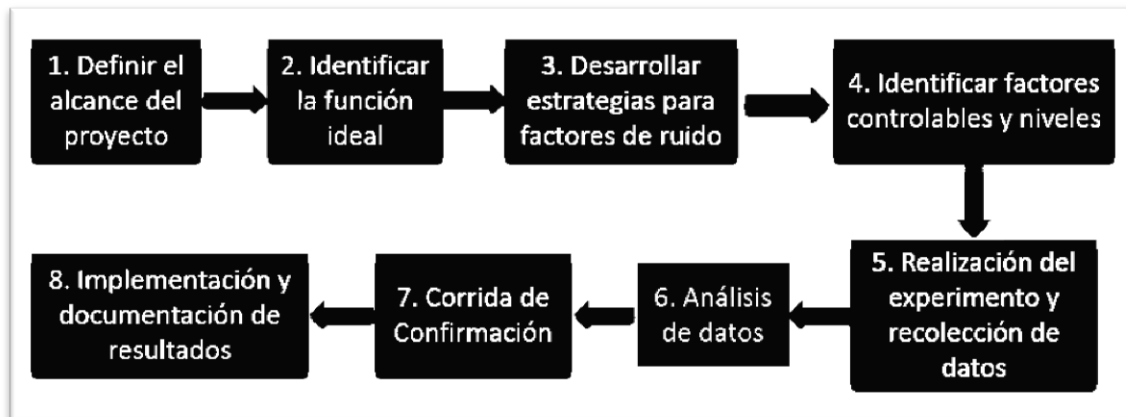 1. Definir el
alcance del
proyecto
2. Identificar
la función
ideal
3. Desarrollar
estrategias para
factores de ruido
4. Identificar factores
controlables y niveles
5. Realización del
experimento y
recolección de
datos
6. Análisis
de datos
7. Corrida de
Confirmación
8. Implementación y
documentación de
resultados